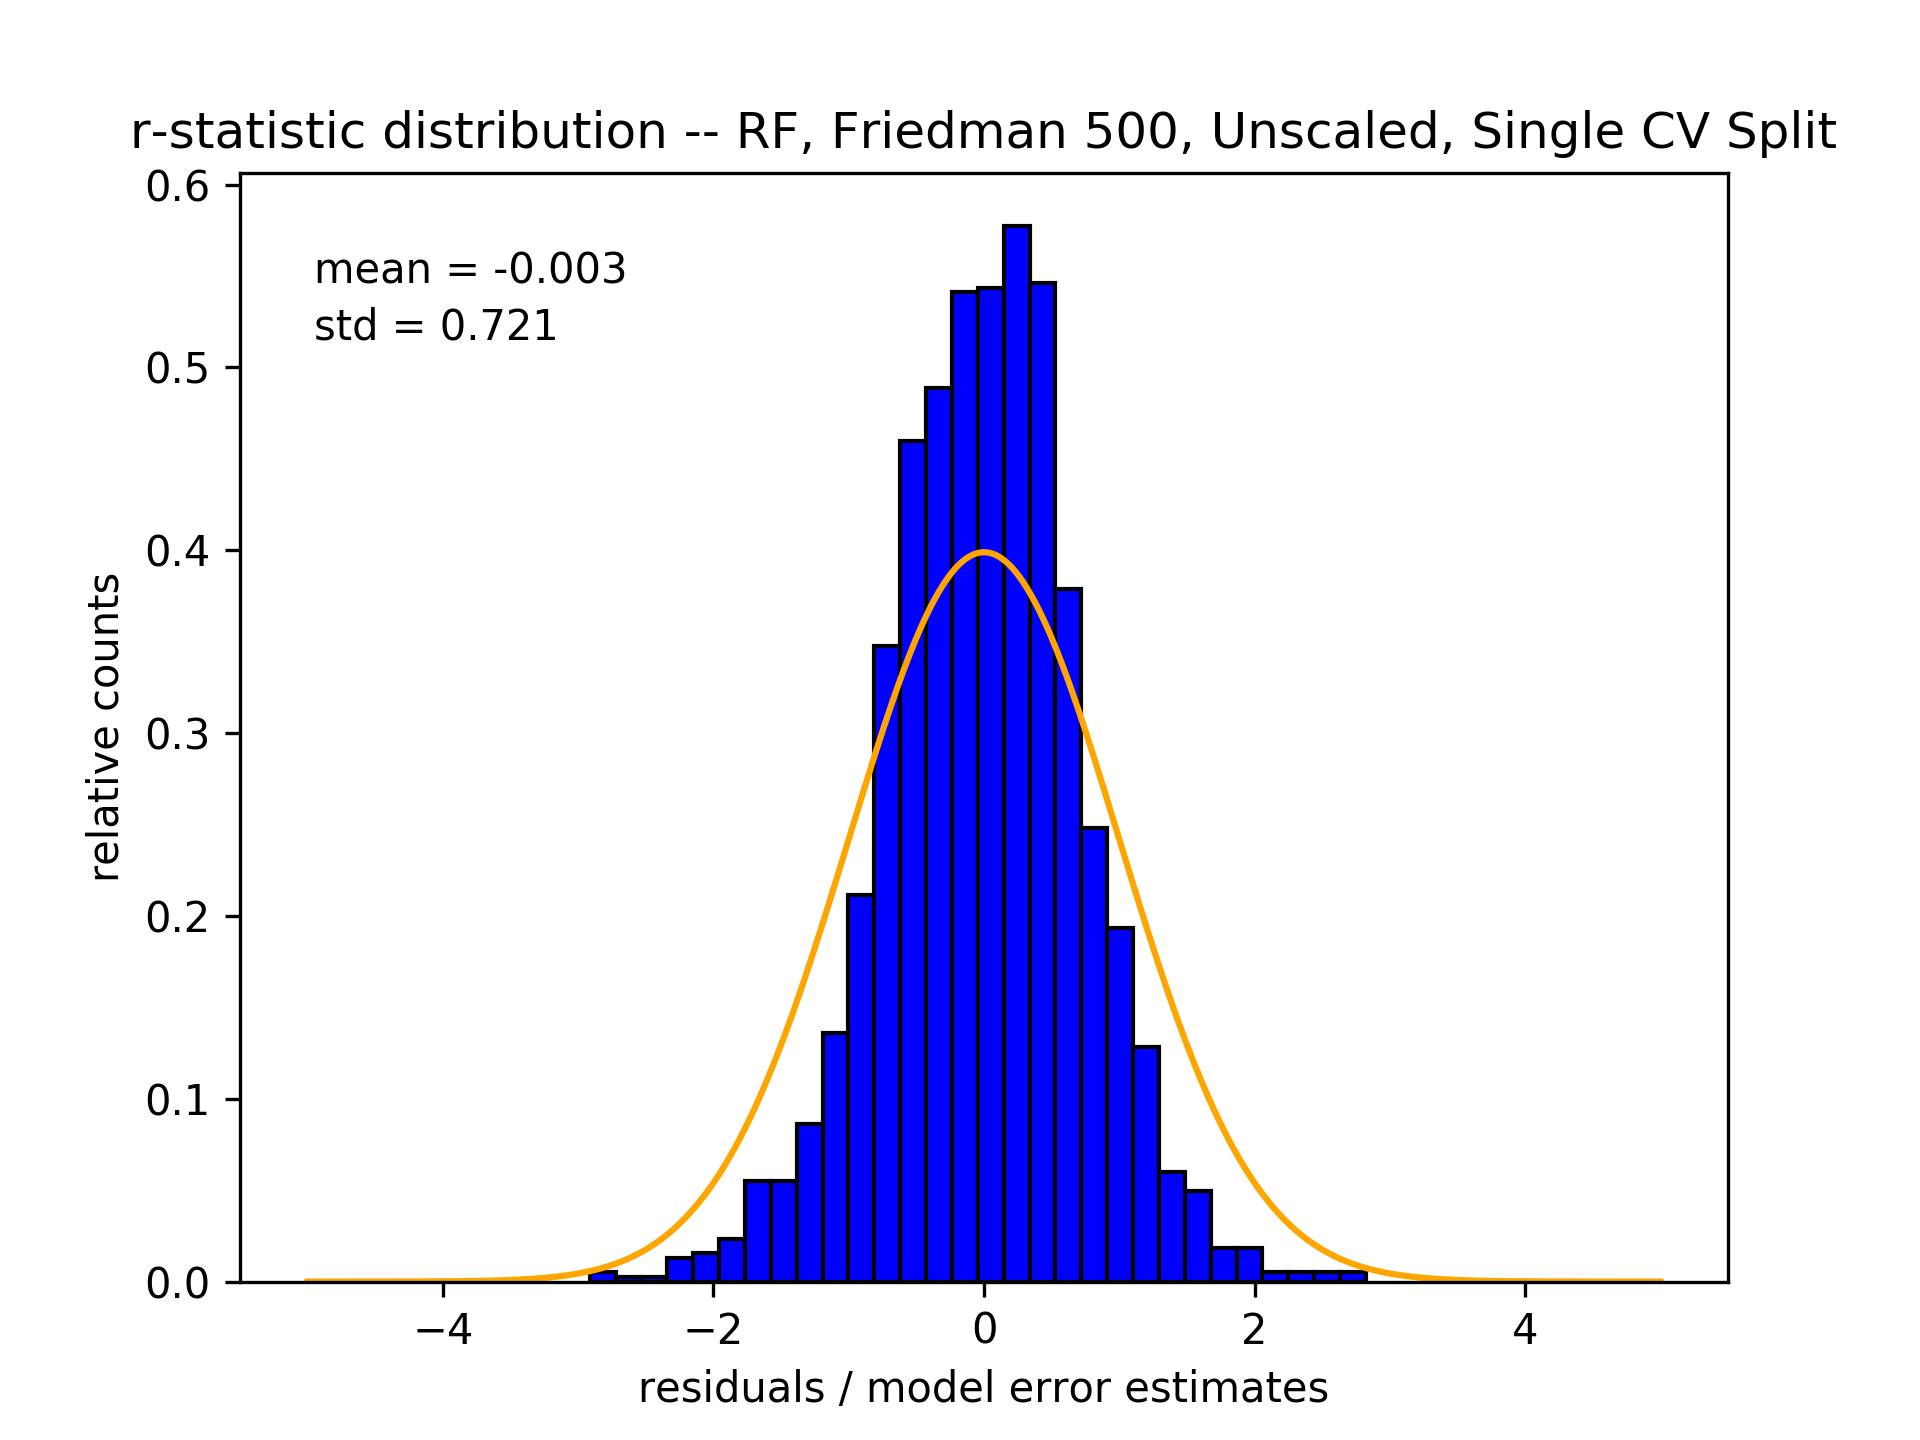 r-statistic distribution -- RF, Friedman 500, Unscaled, Single CV Split
mean = -0.003
std = 0.721
relative counts
0.6
0.5
0.4
0.3
0.2
0.1
0.0
−4
−2
0
2
4
residuals / model error estimates